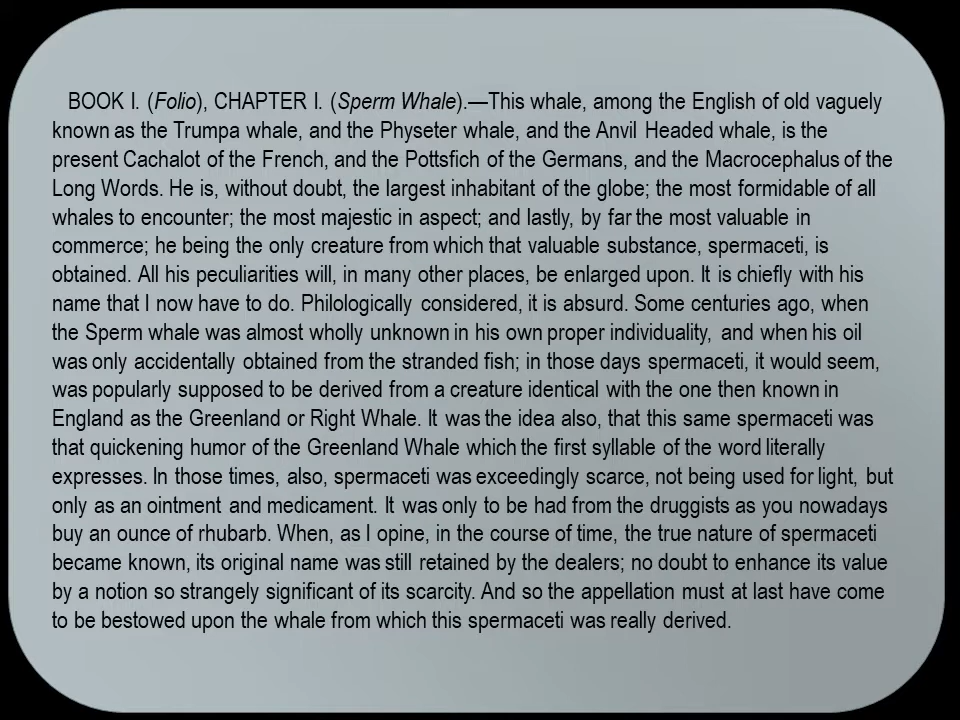 BOOK I. (Folio), CHAPTER I. (Sperm Whale).—This whale, among the English of old vaguely
known as the Trumpa whale, and the Physeter whale, and the Anvil Headed whale, is the
present Cachalot of the French, and the Pottsfich of the Germans, and the Macrocephalus of the
Long Words. He is, without doubt, the largest inhabitant of the globe; the most formidable of all
whales to encounter; the most majestic in aspect; and lastly, by far the most valuable in
commerce; he being the only creature from which that valuable substance, spermaceti, is
obtained. All his peculiarities will, in many other places, be enlarged upon. It is chiefly with his
name that I now have to do. Philologically considered, it is absurd. Some centuries ago, when
the Sperm whale was almost wholly unknown in his own proper individuality, and when his oil
was only accidentally obtained from the stranded fish; in those days spermaceti, it would seem,
was popularly supposed to be derived from a creature identical with the one then known in
England as the Greenland or Right Whale. It was the idea also, that this same spermaceti was
that quickening humor of the Greenland Whale which the first syllable of the word literally
expresses. In those times, also, spermaceti was exceedingly scarce, not being used for light, but
only as an ointment and medicament. It was only to be had from the druggists as you nowadays
buy an ounce of rhubarb. When, as I opine, in the course of time, the true nature of spermaceti
became known, its original name was still retained by the dealers; no doubt to enhance its value
by a notion so strangely significant of its scarcity. And so the appellation must at last have come
to be bestowed upon the whale from which this spermaceti was really derived.